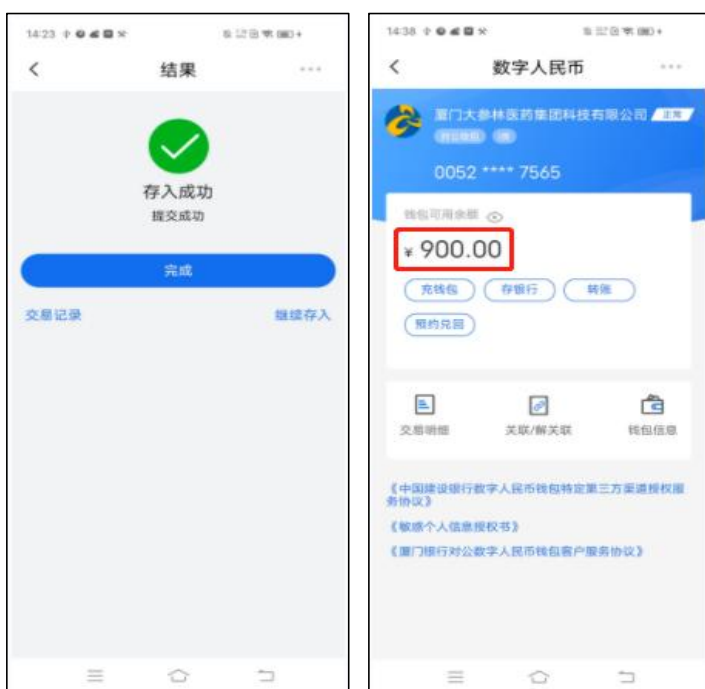 14:23
结果
存入成功
提交成功
完成
交易记录
继续存入
14:38
数字人民币
厦门大参林医药集团科技有限公司
正常
0052 **** 7565
钱包可用余额
¥ 900.00
充钱包
存银行
转账
预约兑回
交易明细
关联/解关联
钱包信息
《中国建设银行数字人民币钱包特定第三方渠道授权服
务协议》
《敏感个人信息授权书》
《厦门银行对公数字人民币钱包客户服务协议》